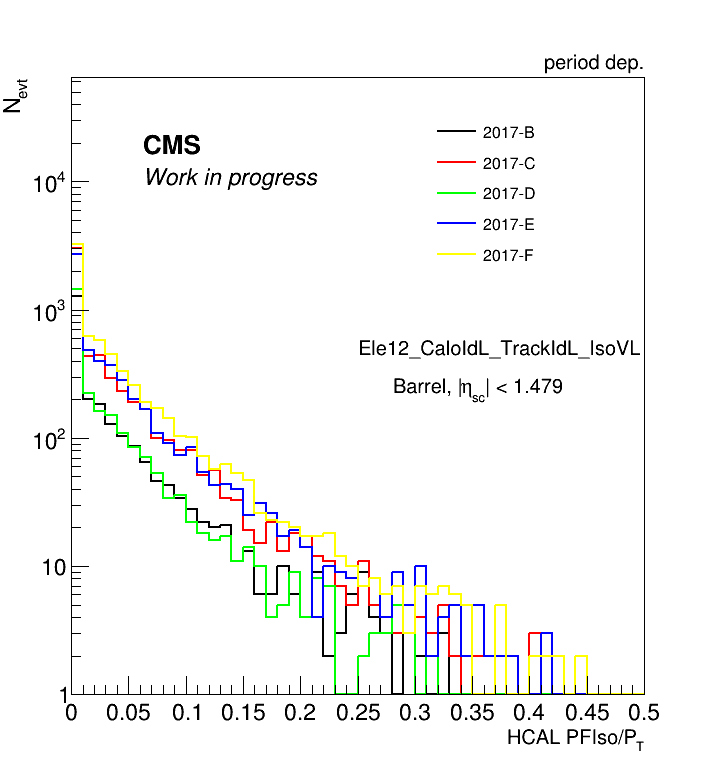 period dep.
N_evt
CMS
Work in progress
2017-B
2017-C
2017-D
2017-E
2017-F
Ele12_CaloIdL_TrackIdL_IsoVL
Barrel, |η_sc| < 1.479
10^4
10^3
10^2
10
1
0 0.05 0.1 0.15 0.2 0.25 0.3 0.35 0.4 0.45 0.5
HCAL PFIso/P_T